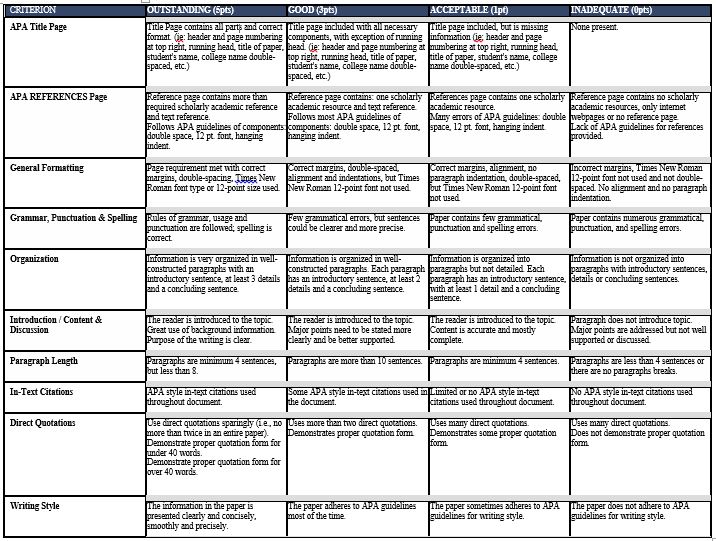 CRITERION OUTSTANDING (5pts) GOOD (3pts) ACCEPTABLE (1pt) INADEQUATE (0pts)
APA Title Page
Title Page contains all parts and correct
format. (ie: header and page numbering
at top right, running head, title of paper,
student's name, college name double-
spaced, etc.)
Title page included with all necessary
components, with exception of running
head. (ie: header and page numbering at
top right, running head, title of paper,
student's name, college name double-
spaced, etc.)
Title page included, but is missing
information (ie: header and page
numbering at top right, running head,
title of paper, student's name, college
name double-spaced, etc.)
None present.
APA REFERENCES Page
Reference page contains more than
required scholarly academic reference
and text reference.
Follows APA guidelines of components:
double space, 12 pt. font, hanging
indent.
Reference page contains: one scholarly
academic resource and text reference.
Follows most APA guidelines of
components: double space, 12 pt. font,
hanging indent.
References page contains one scholarly
academic resource.
Many errors of APA guidelines: double
space, 12 pt. font, hanging indent.
Reference page contains no scholarly
academic resources, only internet
webpages or no reference page.
Lack of APA guidelines for references
provided.
General Formatting
Page requirement met with correct
margins, double-spacing, Times New
Roman font type or 12-point size used.
Correct margins, double-spaced,
alignment and indentations, but Times
New Roman 12-point font not used.
Correct margins, alignment, no
paragraph indentation, double-spaced,
but Times New Roman 12-point font
not used.
Incorrect margins, Times New Roman
12-point font not used and not double-
spaced. No alignment and no paragraph
indentation.
Grammar, Punctuation & Spelling
Rules of grammar, usage and
punctuation are followed; spelling is
correct.
Few grammatical errors, but sentences
could be clearer and more precise.
Paper contains few grammatical,
punctuation and spelling errors.
Paper contains numerous grammatical,
punctuation, and spelling errors.
Organization
Information is very organized in well-
constructed paragraphs with an
introductory sentence, at least 3 details
and a concluding sentence.
Information is organized in well-
constructed paragraphs. Each paragraph
has an introductory sentence, at least 2
details and a concluding sentence.
Information is organized into
paragraphs but not detailed. Each
paragraph has an introductory sentence,
with at least 1 detail and a concluding
sentence.
Information is not organized into
paragraphs with introductory sentences,
details or concluding sentences.
Introduction / Content &
Discussion
The reader is introduced to the topic.
Great use of background information.
Purpose of the writing is clear.
The reader is introduced to the topic.
Major points need to be stated more
clearly and be better supported.
The reader is introduced to the topic.
Content is accurate and mostly
complete.
Paragraph does not introduce topic.
Major points are addressed but not well
supported or discussed.
Paragraph Length
Paragraphs are minimum 4 sentences,
but less than 8.
Paragraphs are more than 10 sentences.
Paragraphs are minimum 4 sentences.
Paragraphs are less than 4 sentences or
there are no paragraphs breaks.
In-Text Citations
APA style in-text citations used
throughout document.
Some APA style in-text citations used in
the document.
Limited or no APA style in-text
citations used throughout document.
No APA style in-text citations used
throughout document.
Direct Quotations
Use direct quotations sparingly (i.e., no
more than twice in an entire paper).
Demonstrate proper quotation form for
under 40 words.
Demonstrate proper quotation form for
over 40 words.
Uses more than two direct quotations.
Demonstrates proper quotation form.
Uses many direct quotations.
Demonstrates some proper quotation
form.
Uses many direct quotations.
Does not demonstrate proper quotation
form.
Writing Style
The information in the paper is
presented clearly and concisely,
smoothly and precisely.
The paper adheres to APA guidelines
most of the time.
The paper sometimes adheres to APA
guidelines for writing style.
The paper does not adhere to APA
guidelines for writing style.